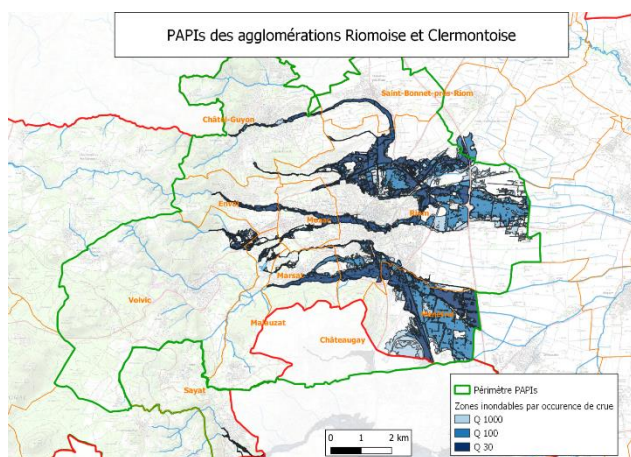 PAPIs des agglomérations Riomoise et Clermontoise
Saint-Bonnet-près-Riom
Châtel-Guyon
Enval
Mozac
Riom
Marsat
Volvic
Ménétrol
Malauzat
Châteaugay
Sayat
Périmètre PAPIs
Zones inondables par occurence de crue
Q 1000
Q 100
Q 30
0 1 2 km